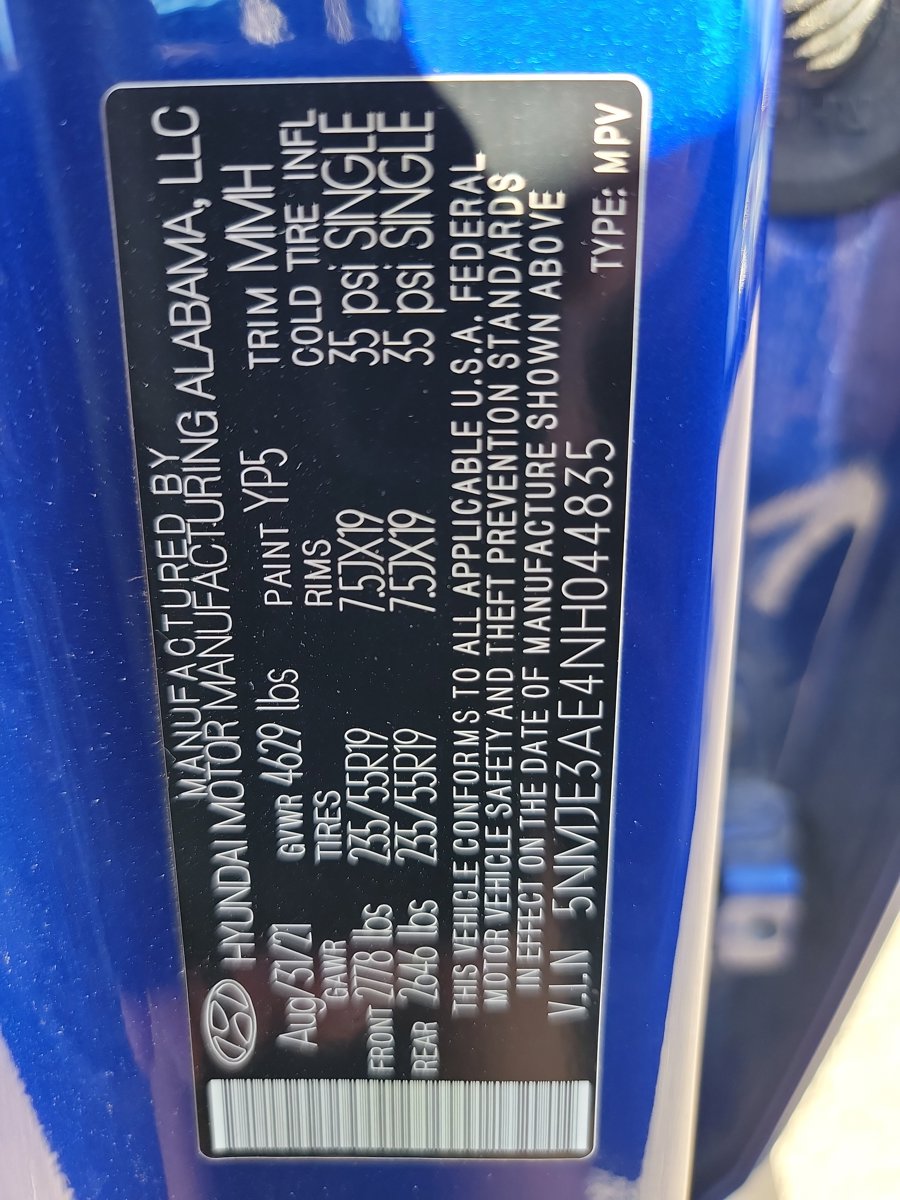 MANUFACTURED BY
HYUNDAI MOTOR MANUFACTURING ALABAMA, LLC
Aug/31/21 GVWR 4629 lbs PAINT YP5 TRIM MMH
GAWR TIRES RIMS COLD TIRE INFL
FRONT 2778 lbs 235/55R19 7.5JX19 35 psi SINGLE
REAR 2646 lbs 235/55R19 7.5JX19 35 psi SINGLE
THIS VEHICLE CONFORMS TO ALL APPLICABLE U.S.A. FEDERAL
MOTOR VEHICLE SAFETY AND THEFT PREVENTION STANDARDS
IN EFFECT ON THE DATE OF MANUFACTURE SHOWN ABOVE
V.I.N 5NMJE3AE4NH044835 TYPE: MPV